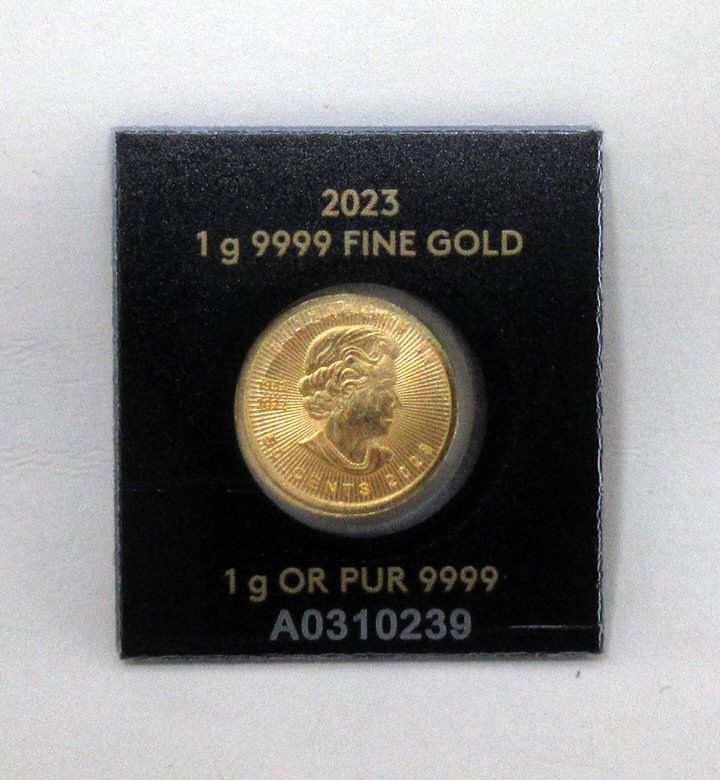 2023
1 g 9999 FINE GOLD
50 CENTS 2023
1 g OR PUR 9999
A0310239